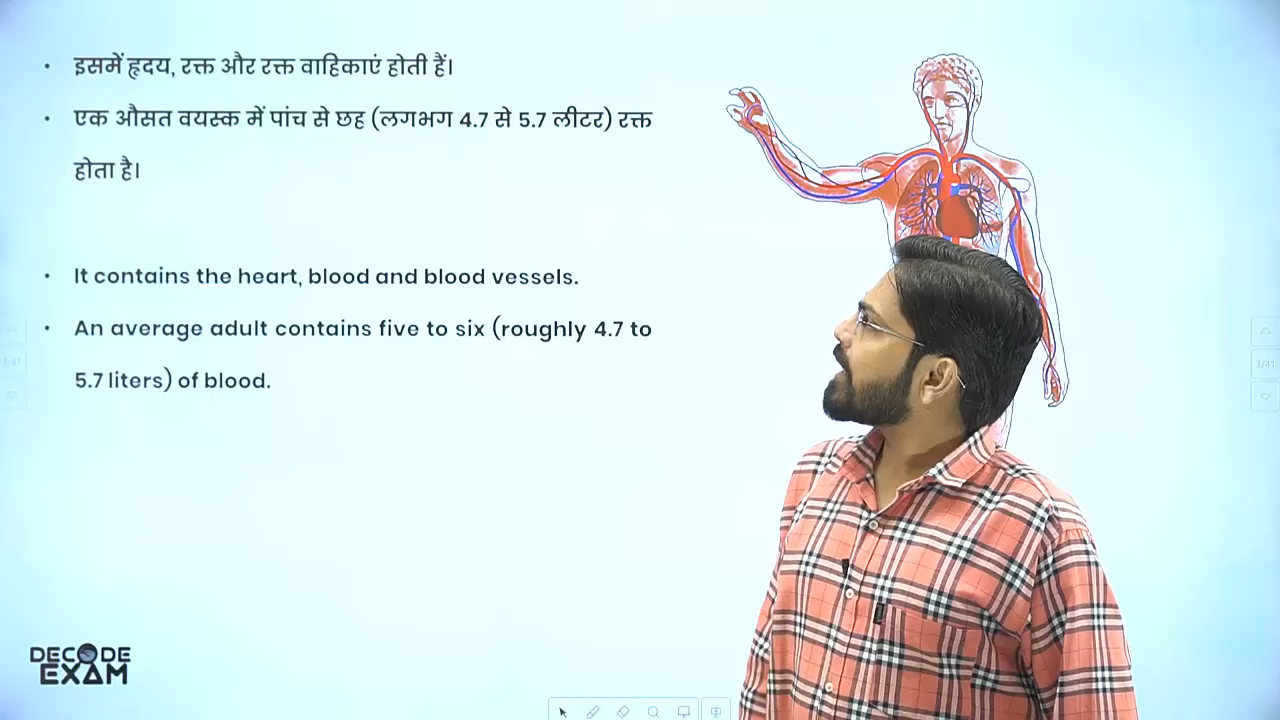 • इसमें हृदय, रक्त और रक्त वाहिकाएं होती हैं।
• एक औसत वयस्क में पांच से छह (लगभग 4.7 से 5.7 लीटर) रक्त
होता है।
• It contains the heart, blood and blood vessels.
• An average adult contains five to six (roughly 4.7 to
5.7 liters) of blood.
3/41
DECODE
EXAM